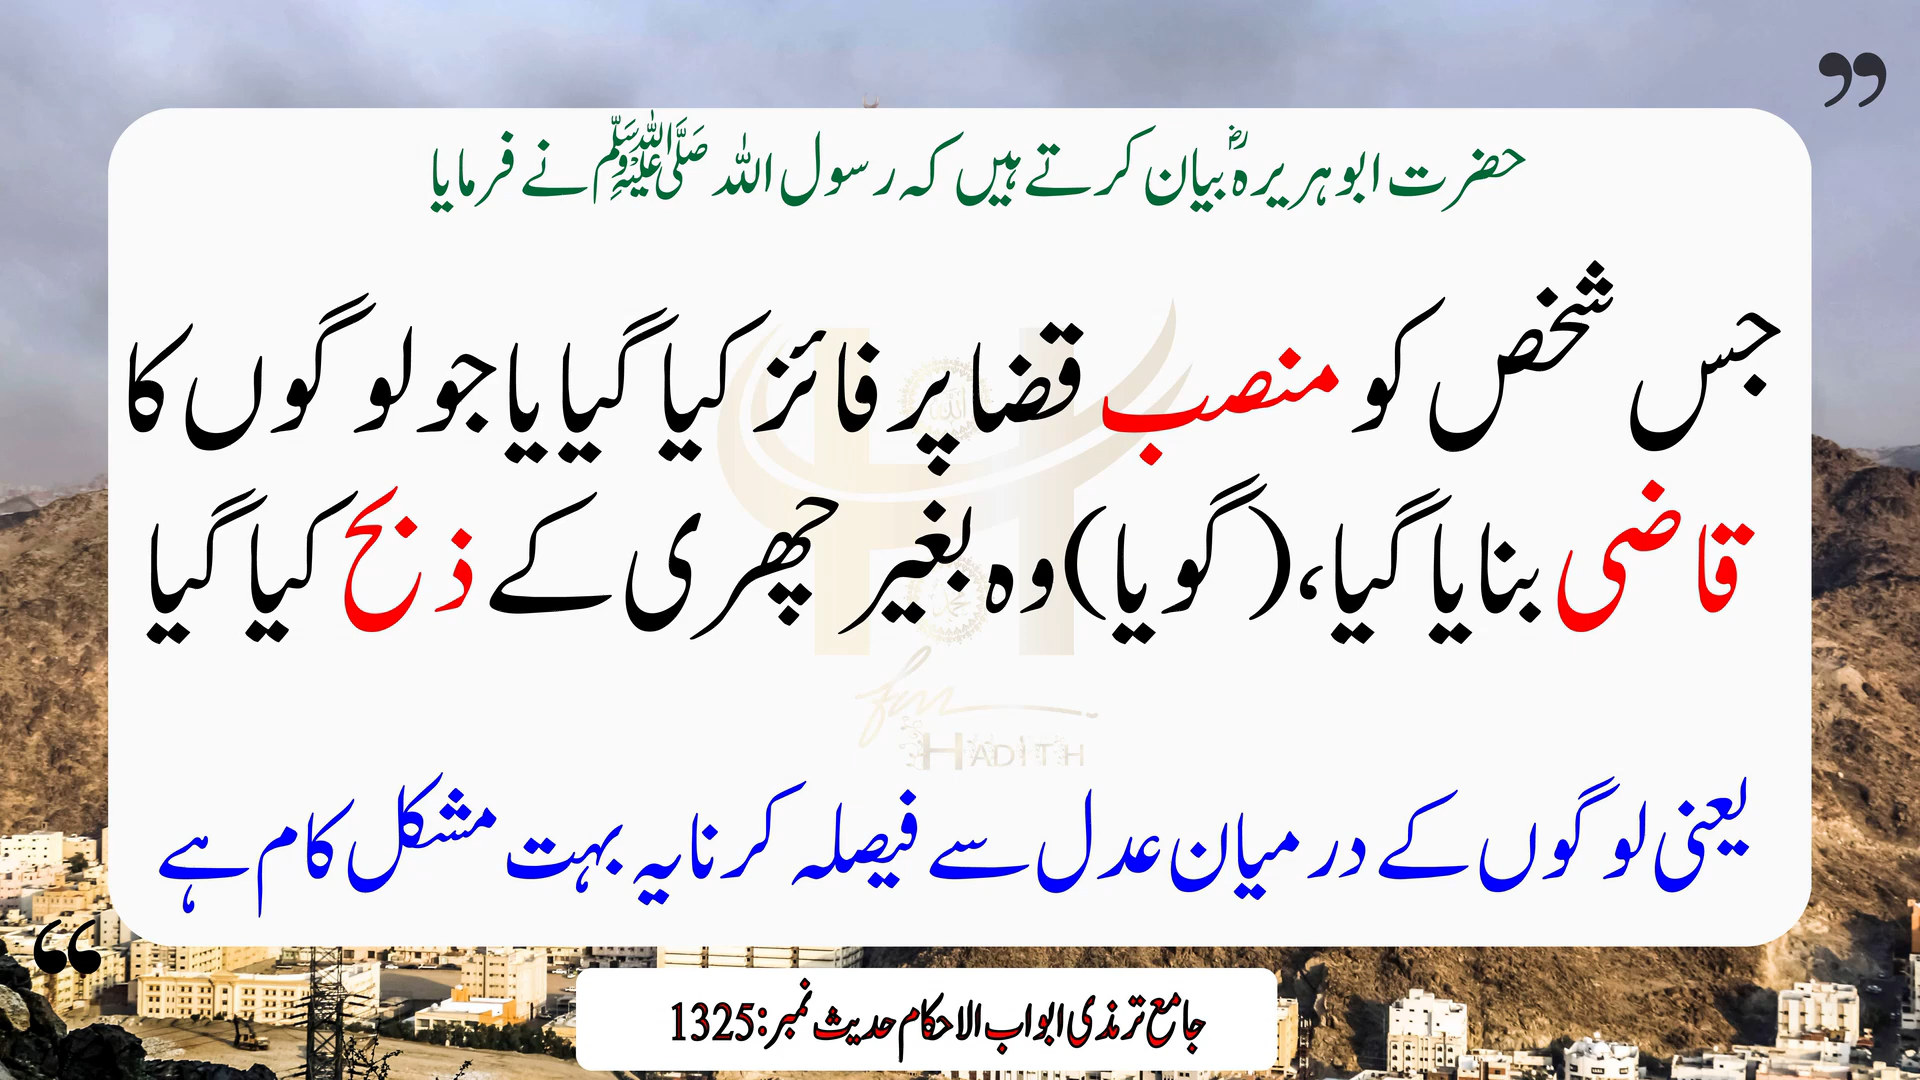 حضرت ابوہریرہؓ بیان کرتے ہیں کہ رسول اللہ ﷺ نے فرمایا
جس شخص کو منصب قضا پر فائز کیا گیا یا جو لوگوں کا
قاضی بنایا گیا، (گویا) وہ بغیر چھری کے ذبح کیا گیا
fm
HADITH
یعنی لوگوں کے درمیان عدل سے فیصلہ کرنا یہ بہت مشکل کام ہے
جامع ترمذی ابواب الاحکام حدیث نمبر: 1325